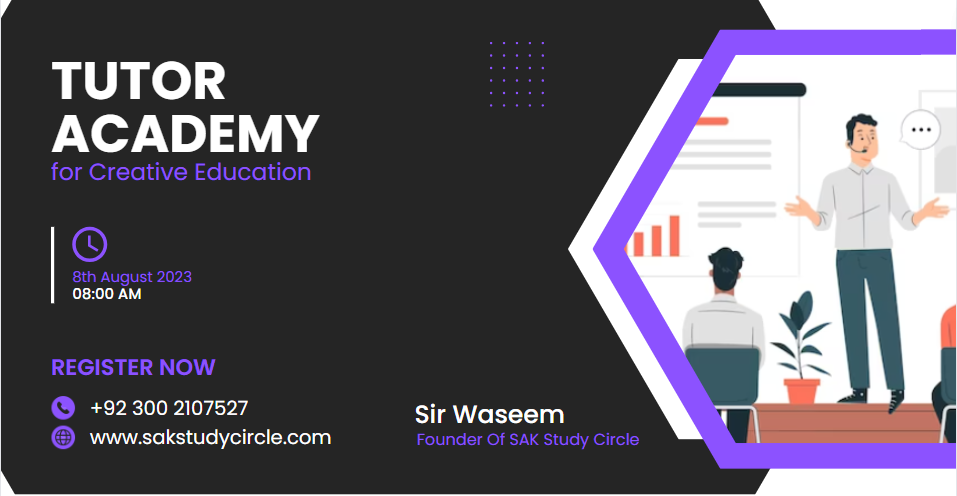 TUTOR
ACADEMY
for Creative Education
8th August 2023
08:00 AM
REGISTER NOW
+92 300 2107527
www.sakstudycircle.com
Sir Waseem
Founder Of SAK Study Circle